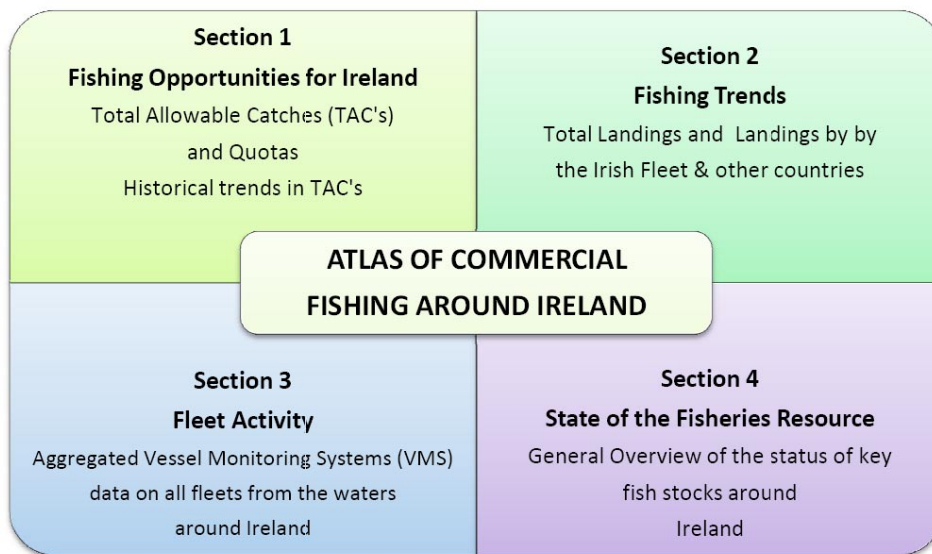 Section 1
Fishing Opportunities for Ireland
Total Allowable Catches (TAC's)
and Quotas
Historical trends in TAC's
Section 2
Fishing Trends
Total Landings and Landings by by
the Irish Fleet & other countries
ATLAS OF COMMERCIAL
FISHING AROUND IRELAND
Section 3
Fleet Activity
Aggregated Vessel Monitoring Systems (VMS)
data on all fleets from the waters
around Ireland
Section 4
State of the Fisheries Resource
General Overview of the status of key
fish stocks around
Ireland